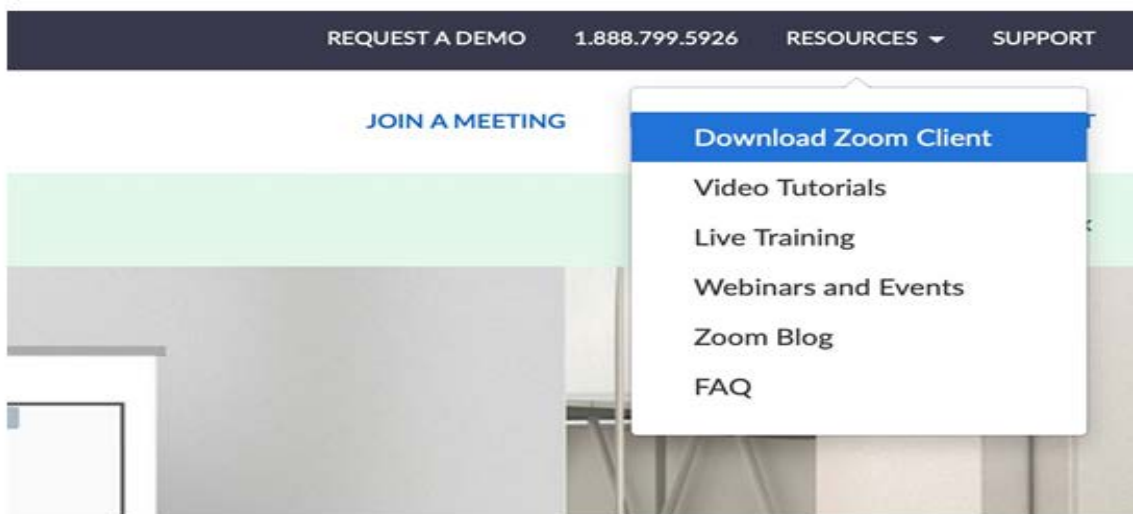 REQUEST A DEMO 1.888.799.5926 RESOURCES SUPPORT
JOIN A MEETING
Download Zoom Client
Video Tutorials
Live Training
Webinars and Events
Zoom Blog
FAQ